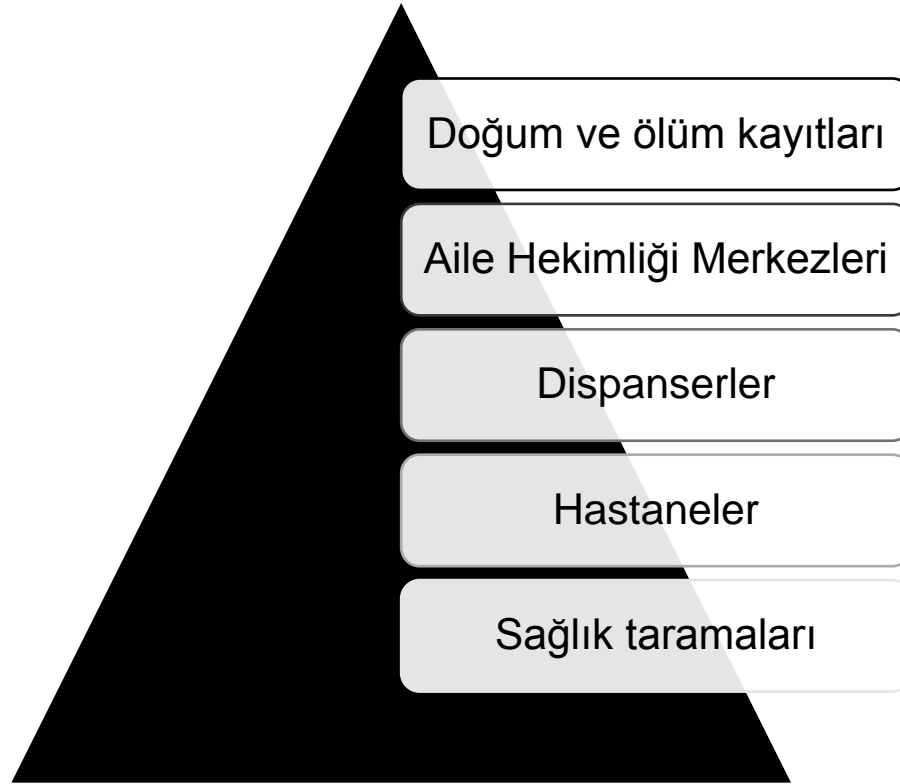 Doğum ve ölüm kayıtları
Aile Hekimliği Merkezleri
Dispanserler
Hastaneler
Sağlık taramaları